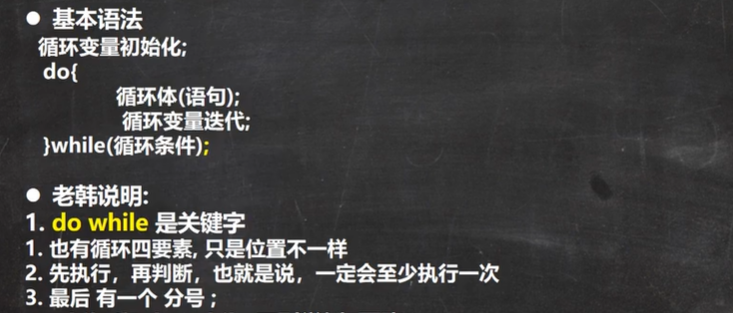 ● 基本语法
循环变量初始化;
do{
循环体(语句);
循环变量迭代;
}while(循环条件);
● 老韩说明:
1. do while 是关键字
1. 也有循环四要素, 只是位置不一样
2. 先执行，再判断，也就是说，一定会至少执行一次
3. 最后 有一个 分号 ;